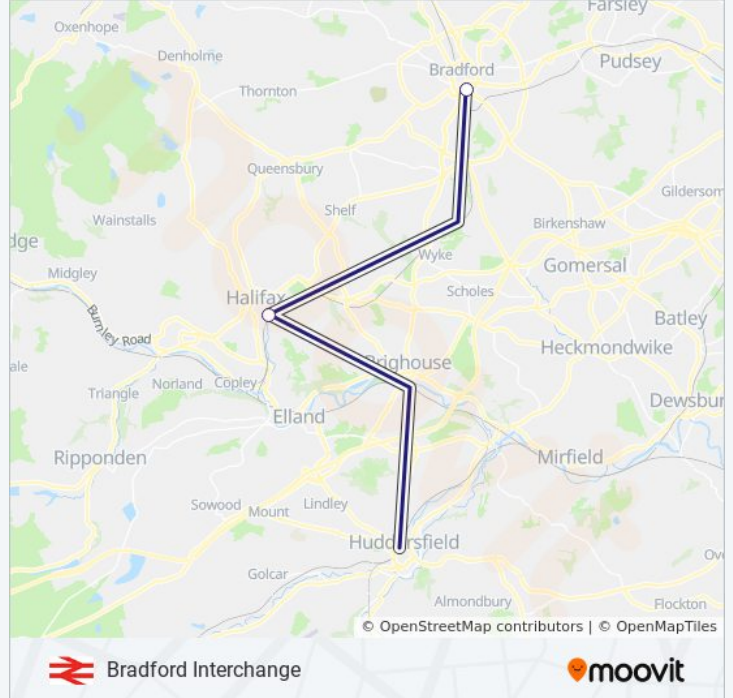 Farsley
Oxenhope
Denholme
Bradford
Pudsey
Thornton
Queensbury
Gildersom
Shelf
Wainstalls
Birkenshaw
dge
Wyke
Gomersal
Midgley
Scholes
Halifax
Burnley Road
Batley
Heckmondwike
Brighouse
ale
Norland
Copley
Triangle
Dewsbur
Elland
Ripponden
Mirfield
Sowood
Mount
Lindley
Huddersfield
Ove
Golcar
Almondbury
Flockton
© OpenStreetMap contributors | © OpenMapTiles
Bradford Interchange
moovit